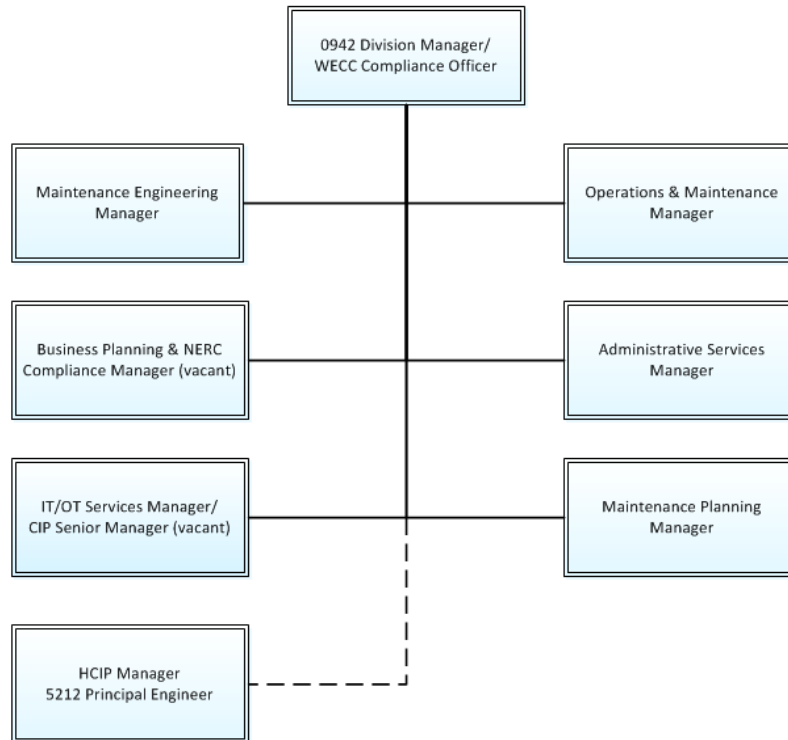 0942 Division Manager/
WECC Compliance Officer
Maintenance Engineering
Manager
Operations & Maintenance
Manager
Business Planning & NERC
Compliance Manager (vacant)
Administrative Services
Manager
IT/OT Services Manager/
CIP Senior Manager (vacant)
Maintenance Planning
Manager
HCIP Manager
5212 Principal Engineer